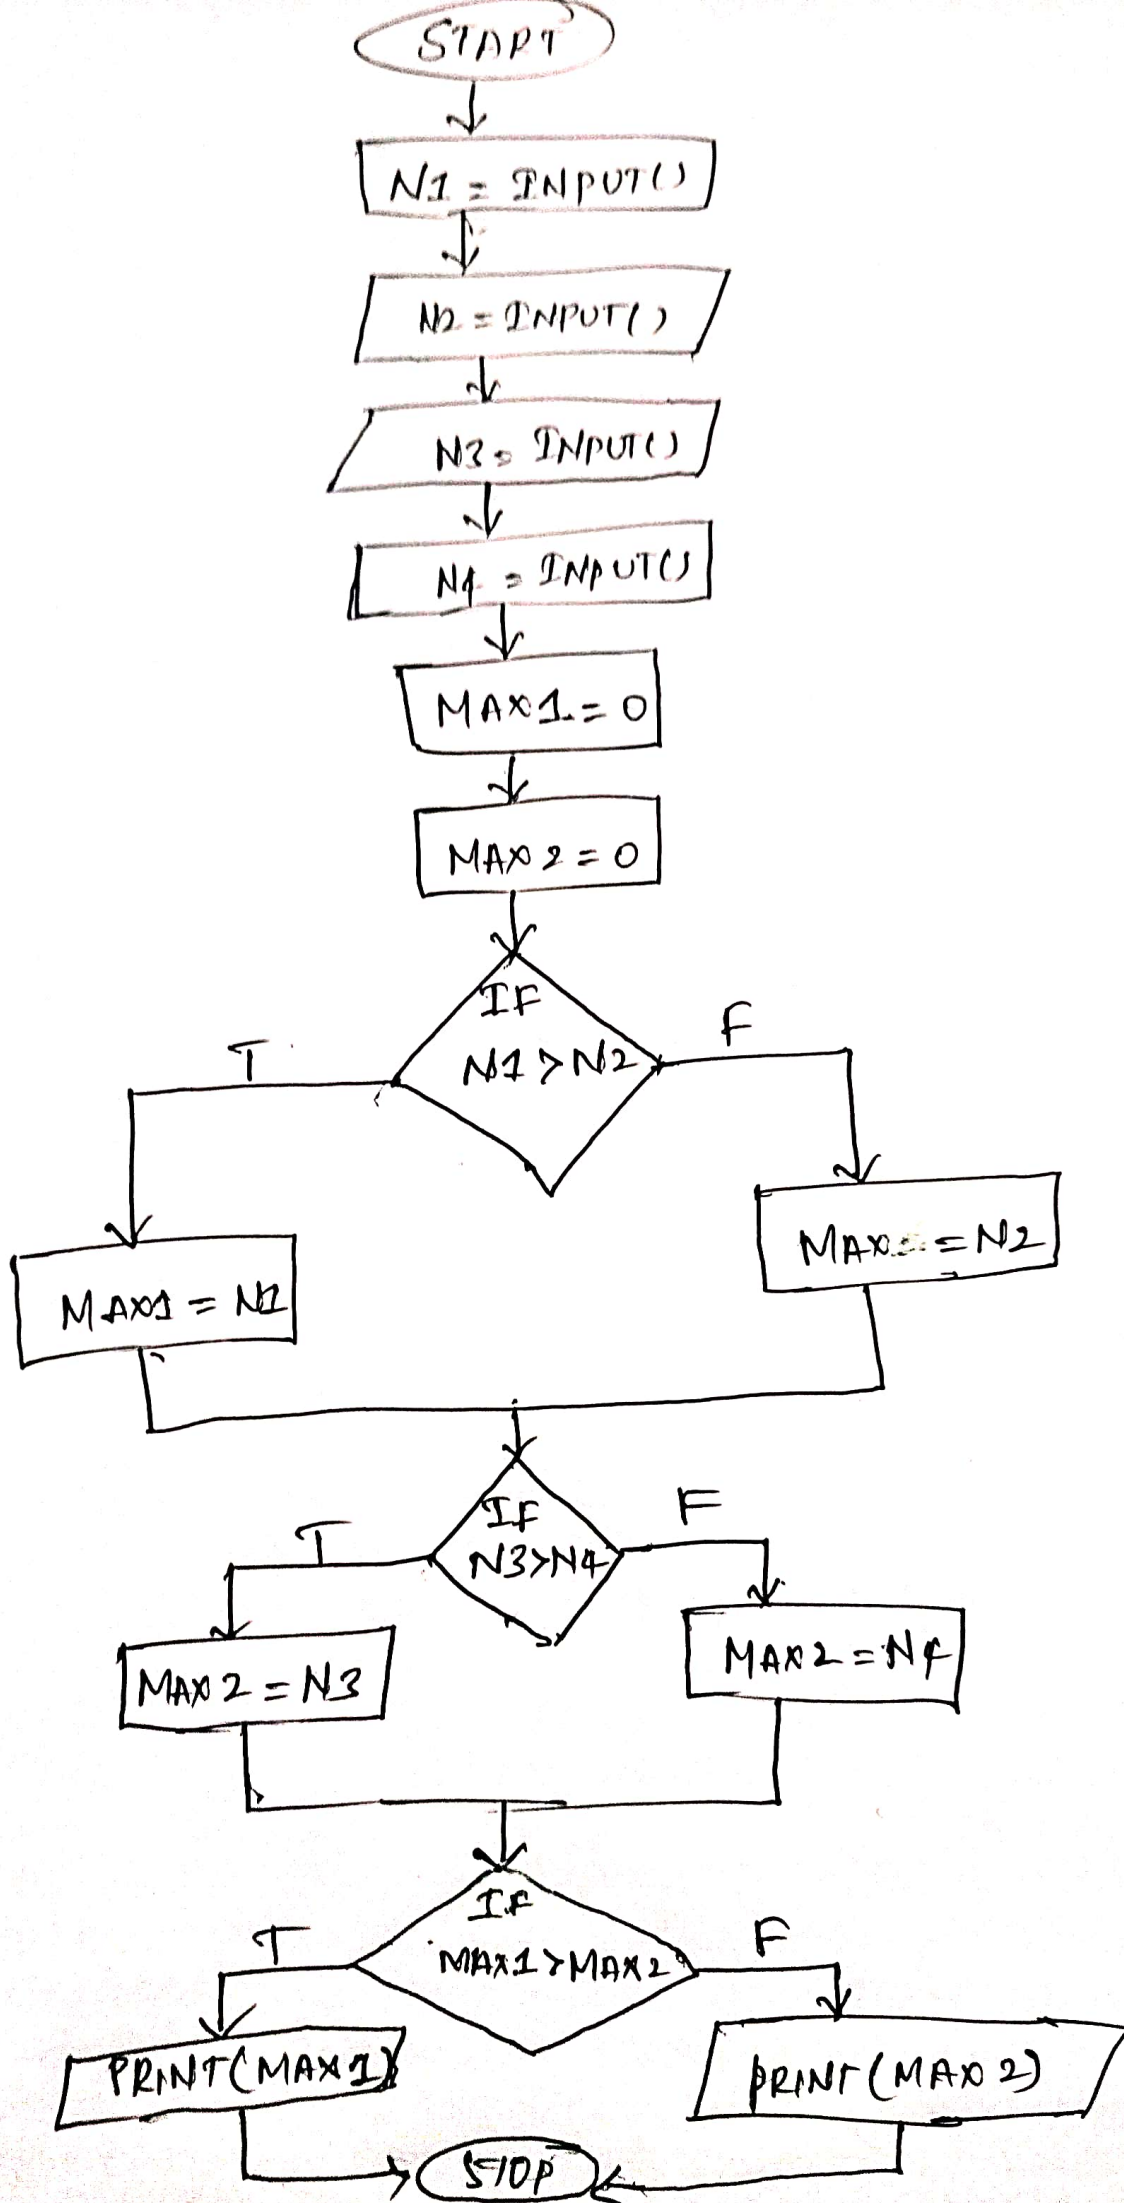 START
N1 = INPUT()
N2 = INPUT()
N3 = INPUT()
N4 = INPUT()
MAX1 = 0
MAX2 = 0
IF
N1 > N2
T
F
MAX1 = N1
MAX = N2
IF
N3>N4
T
F
MAX2 = N3
MAX2 = N4
IF
MAX1 > MAX2
T
F
PRINT(MAX1)
PRINT(MAX2)
STOP